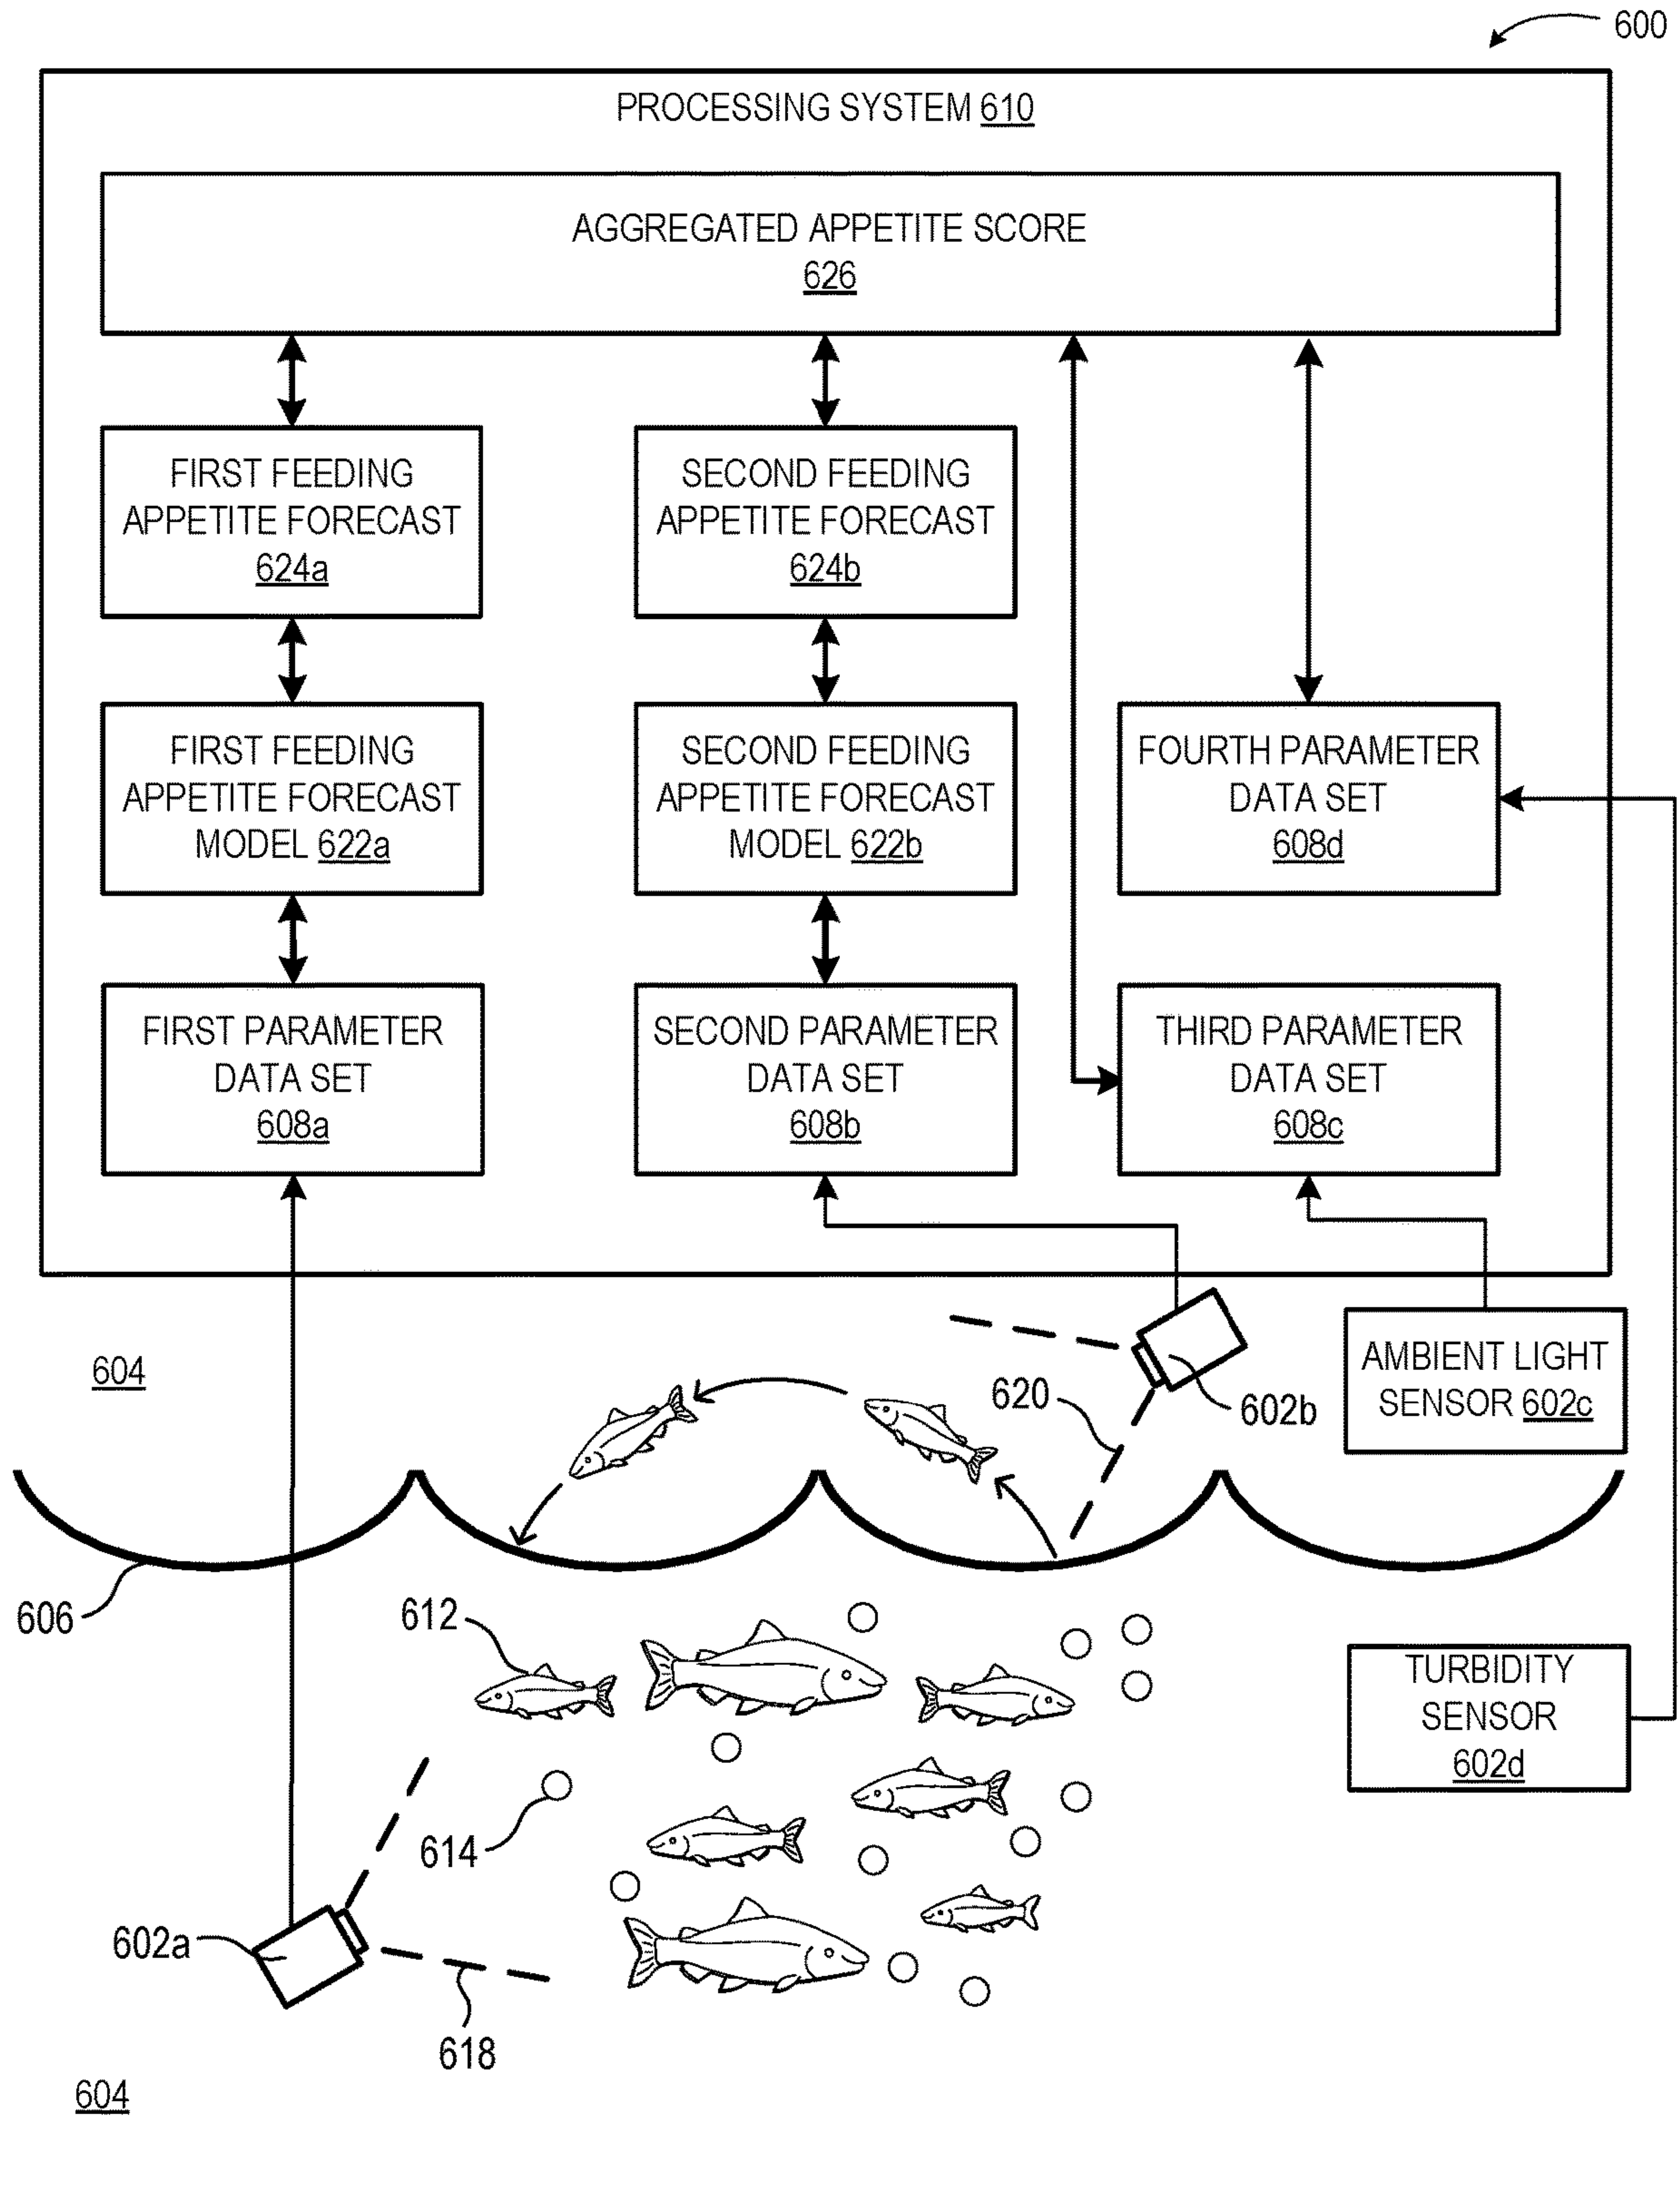 600
PROCESSING SYSTEM 610
AGGREGATED APPETITE SCORE
626
FIRST FEEDING
APPETITE FORECAST
624a
SECOND FEEDING
APPETITE FORECAST
624b
FIRST FEEDING
APPETITE FORECAST
MODEL 622a
SECOND FEEDING
APPETITE FORECAST
MODEL 622b
FOURTH PARAMETER
DATA SET
608d
FIRST PARAMETER
DATA SET
608a
SECOND PARAMETER
DATA SET
608b
THIRD PARAMETER
DATA SET
608c
604
620
602b
AMBIENT LIGHT
SENSOR 602c
606
612
TURBIDITY
SENSOR
602d
614
602a
618
604